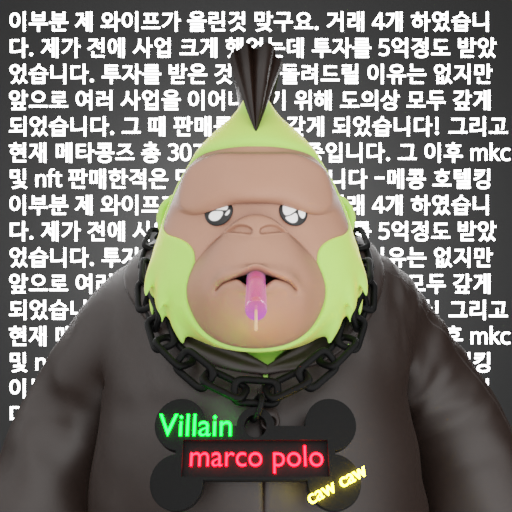 이부분 제 와이프가 올린것 맞구요. 거래 4개 하였습니
다. 제가 전에 사업 크게 했었는데 투자를 5억정도 받았
었습니다. 투자를 받은 것 돌려드릴 이유는 없지만
앞으로 여러 사업을 이어나 기 위해 도의상 모두 갚게
되었습니다. 그 때 판매를 갚게 되었습니다! 그리고
현재 메타콩즈 총 30 입니다. 그 이후 mkc
및 nft 판매한적은 니다 -메콩 호텔킹
이부분 제 와이프 래 4개 하였습니
다. 제가 전에 5억정도 받았
었습니다. 투자 유는 없지만
앞으로 여러 모두 갚게
되었습니 그리고
현재 후 mkc
및 호텔킹
Villain
marco polo
caw caw